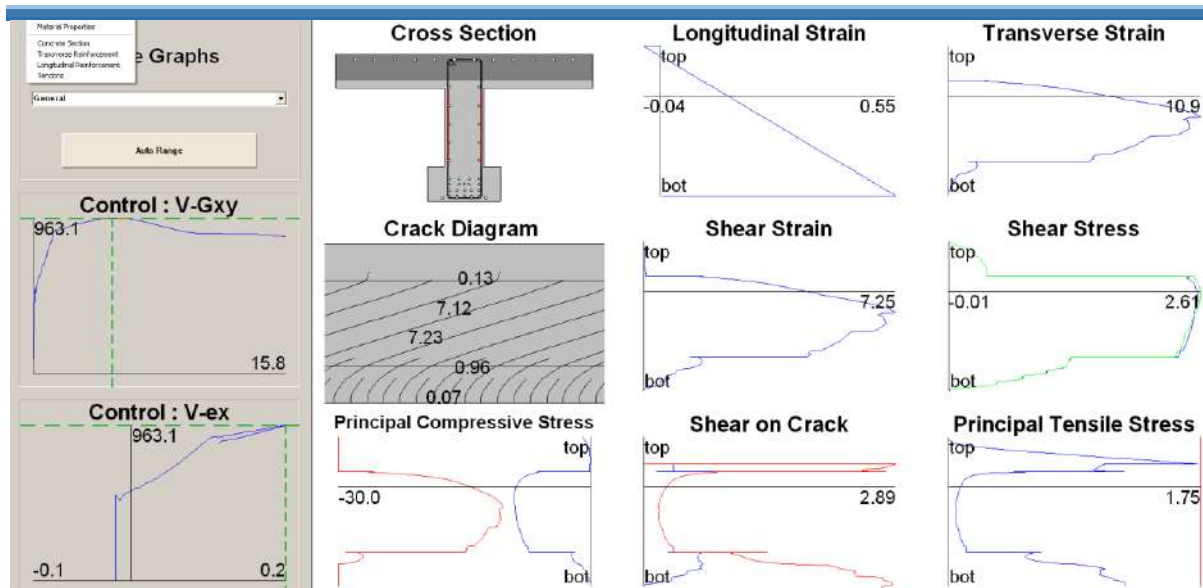 Material Properties
Concrete Section
Transverse Reinforcement
Longitudinal Reinforcement
Tendons
e Graphs
General
Auto Range
Control : V-Gxy
963.1
15.8
Control : V-ex
963.1
-0.1
0.2
Cross Section
Longitudinal Strain
top
-0.04
0.55
bot
Transverse Strain
top
10.9
bot
Crack Diagram
0.13
7.12
7.23
0.96
0.07
Shear Strain
top
7.25
bot
Shear Stress
top
-0.01
2.61
bot
Principal Compressive Stress
top
-30.0
bot
Shear on Crack
top
2.89
bot
Principal Tensile Stress
top
1.75
bot